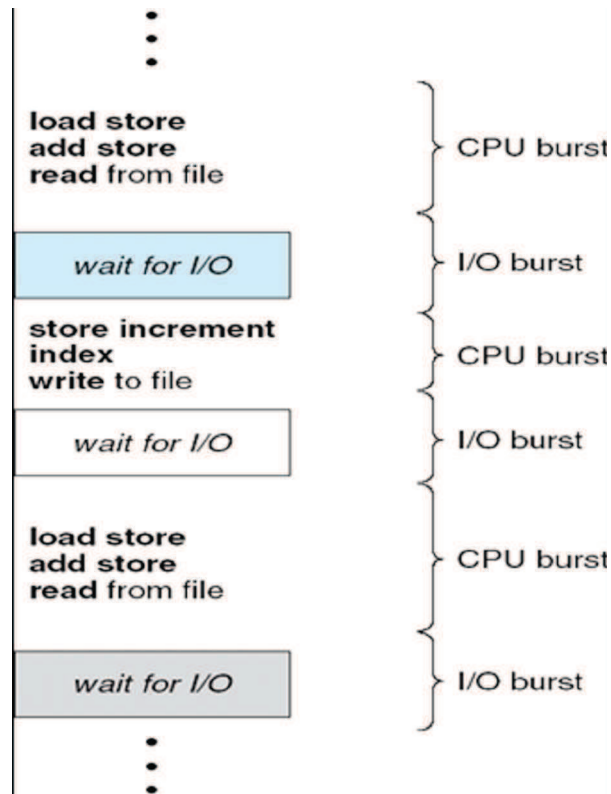 load store
add store
read from file
CPU burst
wait for I/O
I/O burst
store increment
index
write to file
CPU burst
wait for I/O
I/O burst
load store
add store
read from file
CPU burst
wait for I/O
I/O burst